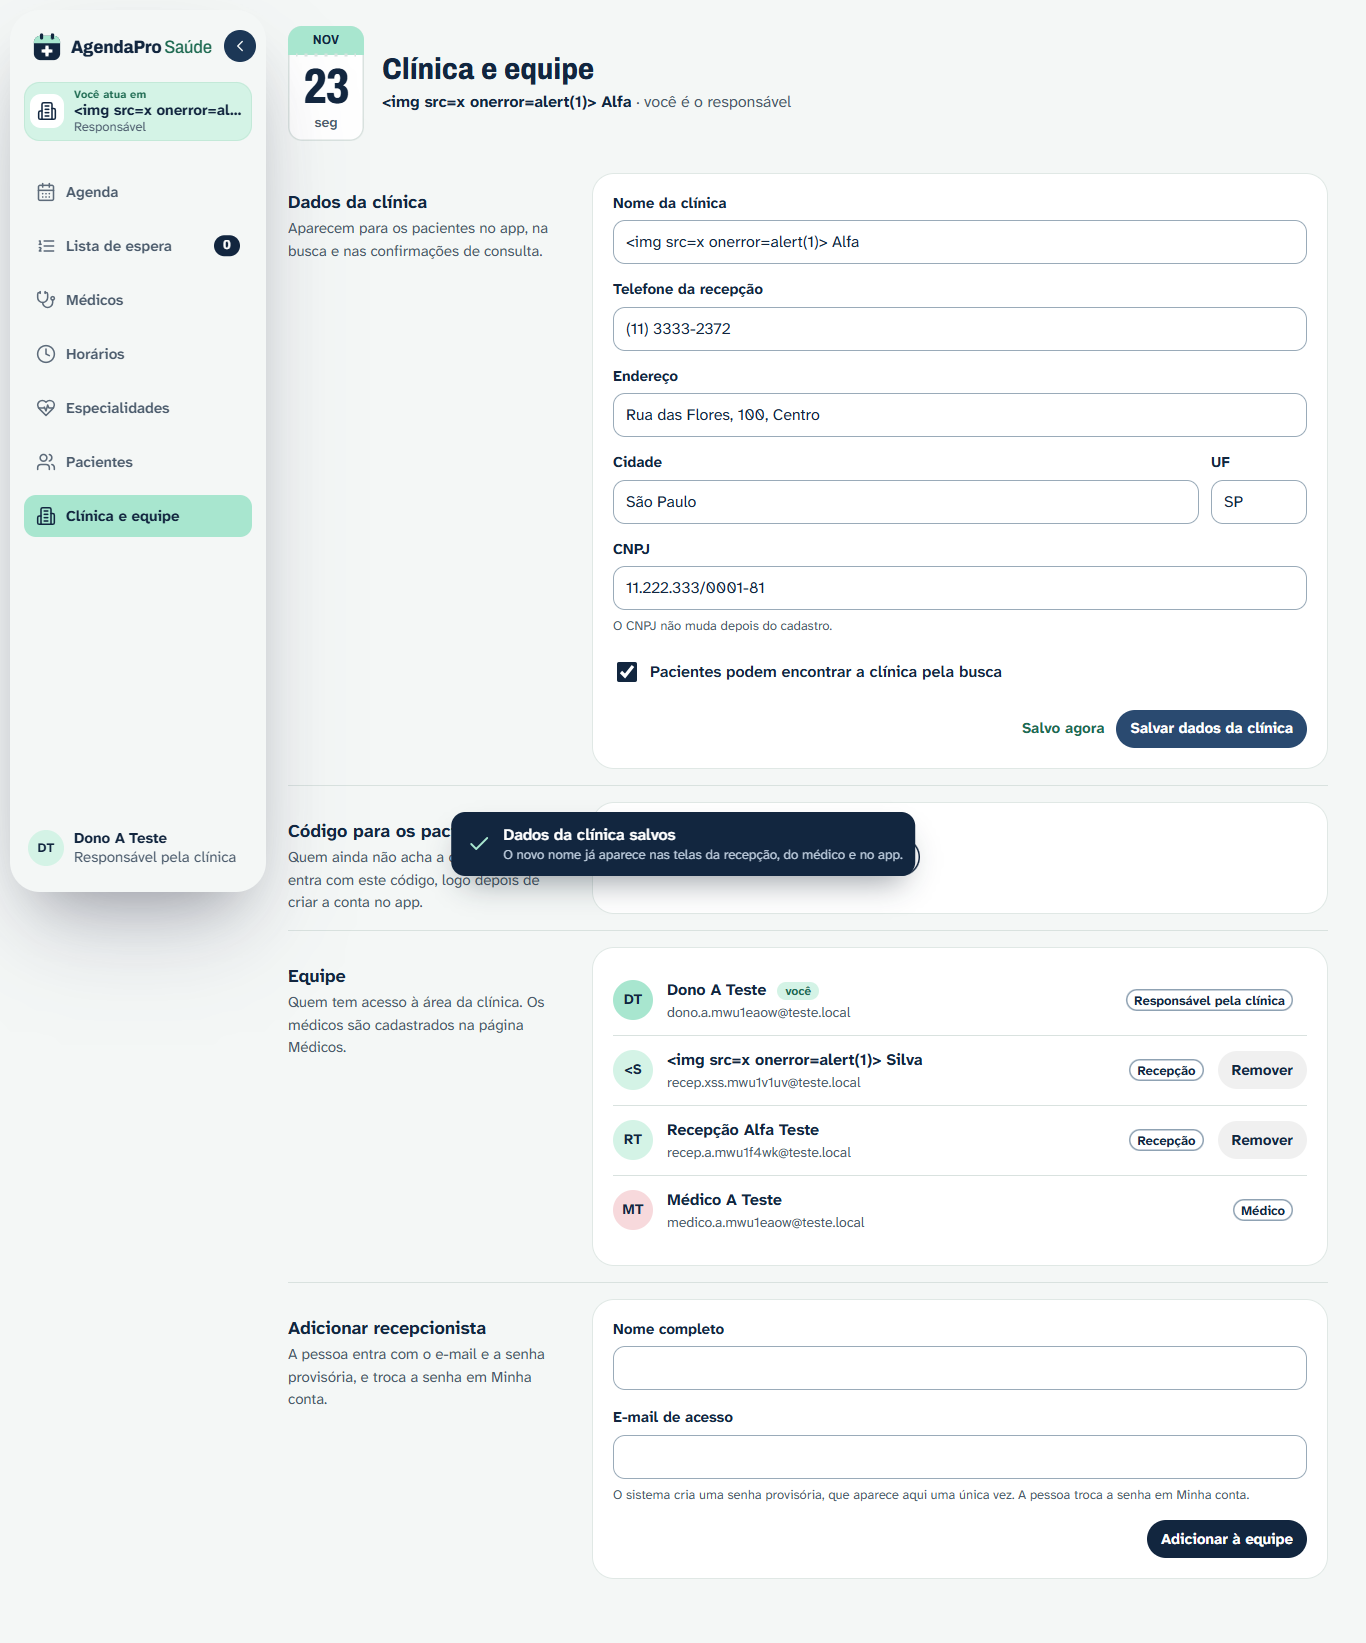 AgendaPro Saúde
Você atua em
<img src=x onerror=al...
Responsável
Agenda
Lista de espera 0
Médicos
Horários
Especialidades
Pacientes
Clínica e equipe
DT
Dono A Teste
Responsável pela clínica
NOV
23
seg
Clínica e equipe
<img src=x onerror=alert(1)> Alfa · você é o responsável
Dados da clínica
Aparecem para os pacientes no app, na
busca e nas confirmações de consulta.
Nome da clínica
<img src=x onerror=alert(1)> Alfa
Telefone da recepção
(11) 3333-2372
Endereço
Rua das Flores, 100, Centro
Cidade UF
São Paulo SP
CNPJ
11.222.333/0001-81
O CNPJ não muda depois do cadastro.
Pacientes podem encontrar a clínica pela busca
Salvo agora Salvar dados da clínica
Código para os pac
Quem ainda não acha a
entra com este código, logo depois de
criar a conta no app.
Dados da clínica salvos
O novo nome já aparece nas telas da recepção, do médico e no app.
Equipe
Quem tem acesso à área da clínica. Os
médicos são cadastrados na página
Médicos.
DT Dono A Teste você Responsável pela clínica
dono.a.mwu1eaow@teste.local
<S <img src=x onerror=alert(1)> Silva Recepção Remover
recep.xss.mwu1v1uv@teste.local
RT Recepção Alfa Teste Recepção Remover
recep.a.mwu1f4wk@teste.local
MT Médico A Teste Médico
medico.a.mwu1eaow@teste.local
Adicionar recepcionista
A pessoa entra com o e-mail e a senha
provisória, e troca a senha em Minha
conta.
Nome completo
E-mail de acesso
O sistema cria uma senha provisória, que aparece aqui uma única vez. A pessoa troca a senha em Minha conta.
Adicionar à equipe